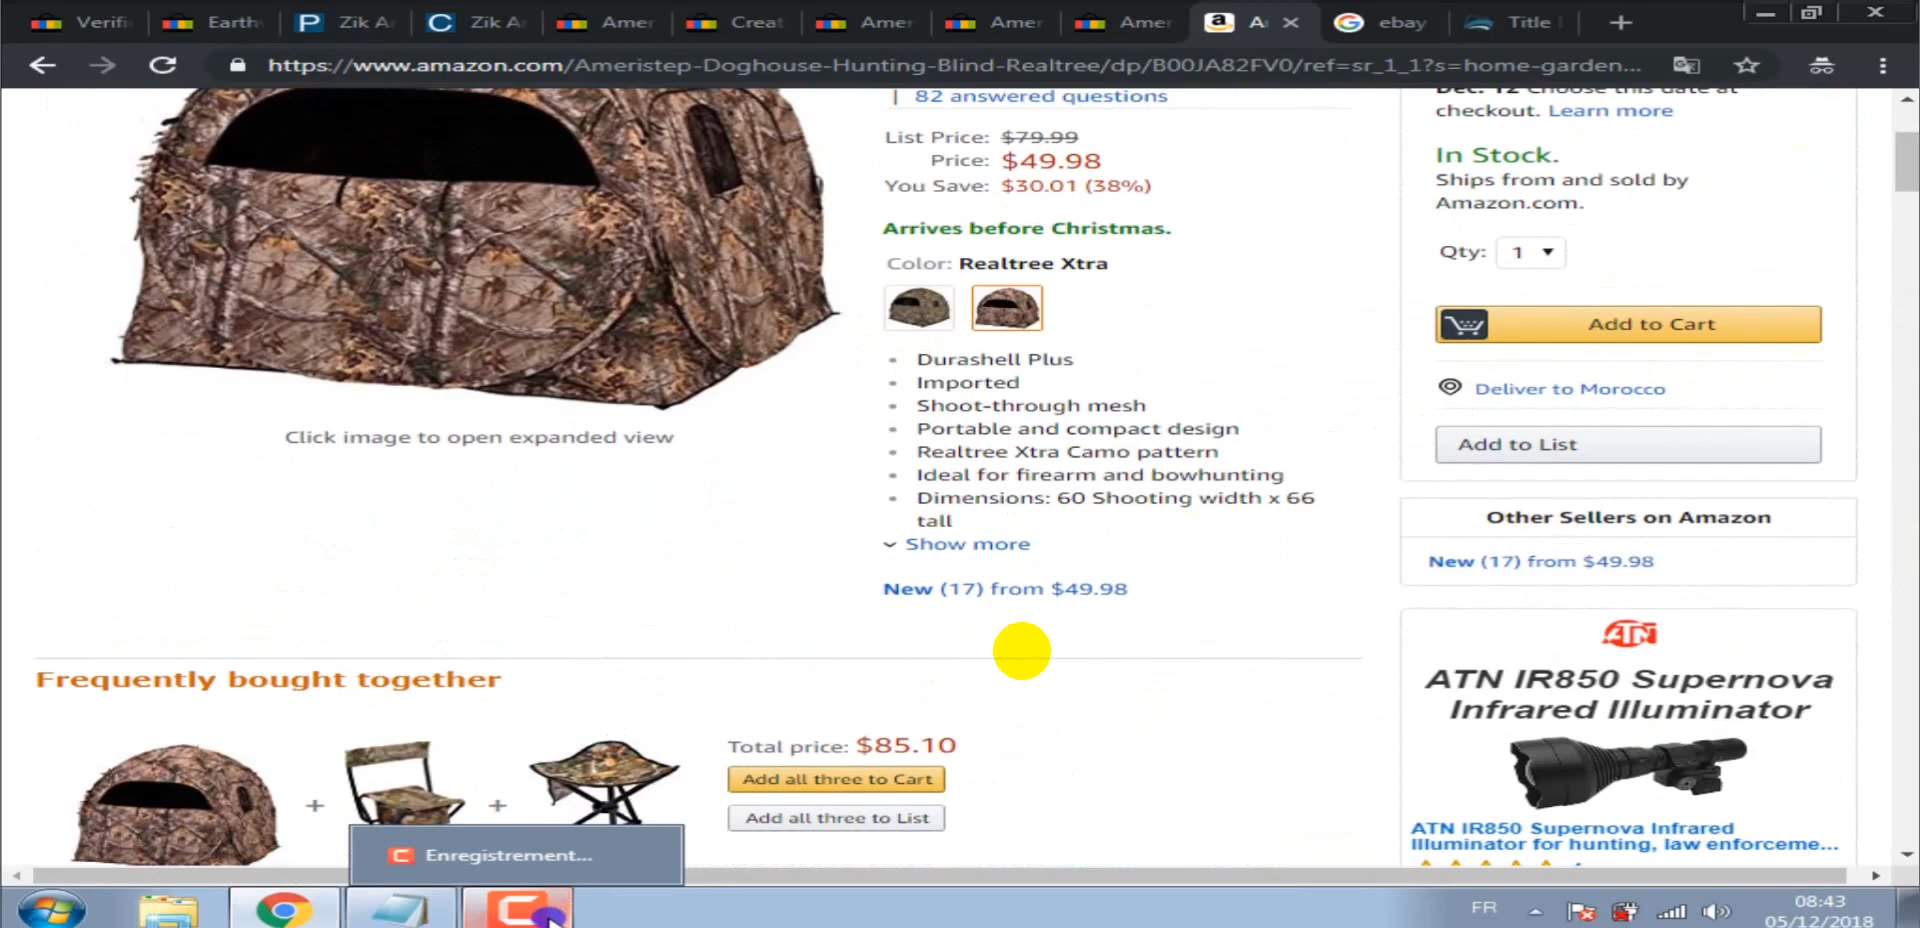 Verifi
Earthw
P Zik A
C Zik A
Amer
Creat
Amer
Amer
Amer
a A
ebay
Title
https://www.amazon.com/Ameristep-Doghouse-Hunting-Blind-Realtree/dp/B00JA82FV0/ref=sr_1_1?s=home-garden...
| 82 answered questions
List Price: $79.99
Price: $49.98
You Save: $30.01 (38%)
Arrives before Christmas.
Color: Realtree Xtra
• Durashell Plus
• Imported
• Shoot-through mesh
• Portable and compact design
• Realtree Xtra Camo pattern
• Ideal for firearm and bowhunting
• Dimensions: 60 Shooting width x 66
tall
Show more
New (17) from $49.98
Click image to open expanded view
Dec. 12 Choose this date at
checkout. Learn more
In Stock.
Ships from and sold by
Amazon.com.
Qty: 1
Add to Cart
Deliver to Morocco
Add to List
Other Sellers on Amazon
New (17) from $49.98
ATN
ATN IR850 Supernova
Infrared Illuminator
ATN IR850 Supernova Infrared
Illuminator for hunting, law enforceme...
Frequently bought together
+ +
Total price: $85.10
Add all three to Cart
Add all three to List
C Enregistrement...
FR
08:43
05/12/2018